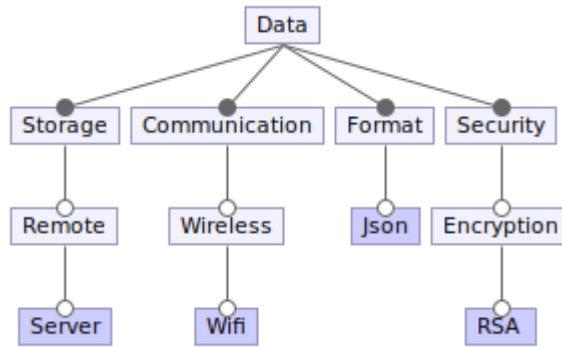 Data
Storage
Communication
Format
Security
Remote
Wireless
Json
Encryption
Server
Wifi
RSA